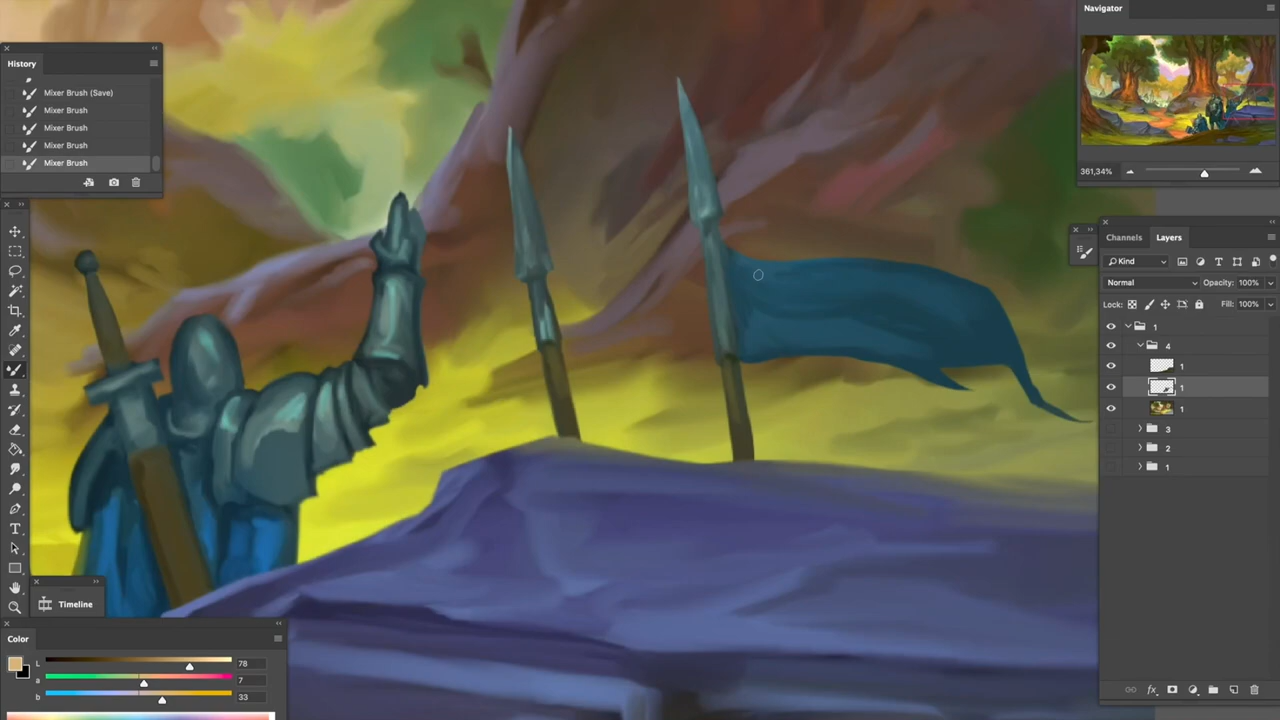 History
Mixer Brush (Save)
Mixer Brush
Mixer Brush
Mixer Brush
Mixer Brush
Timeline
Color
L 78
a 7
b 33
Navigator
361,34%
Channels Layers
Kind
Normal Opacity: 100%
Lock: Fill: 100%
1
4
1
1
1
3
2
1